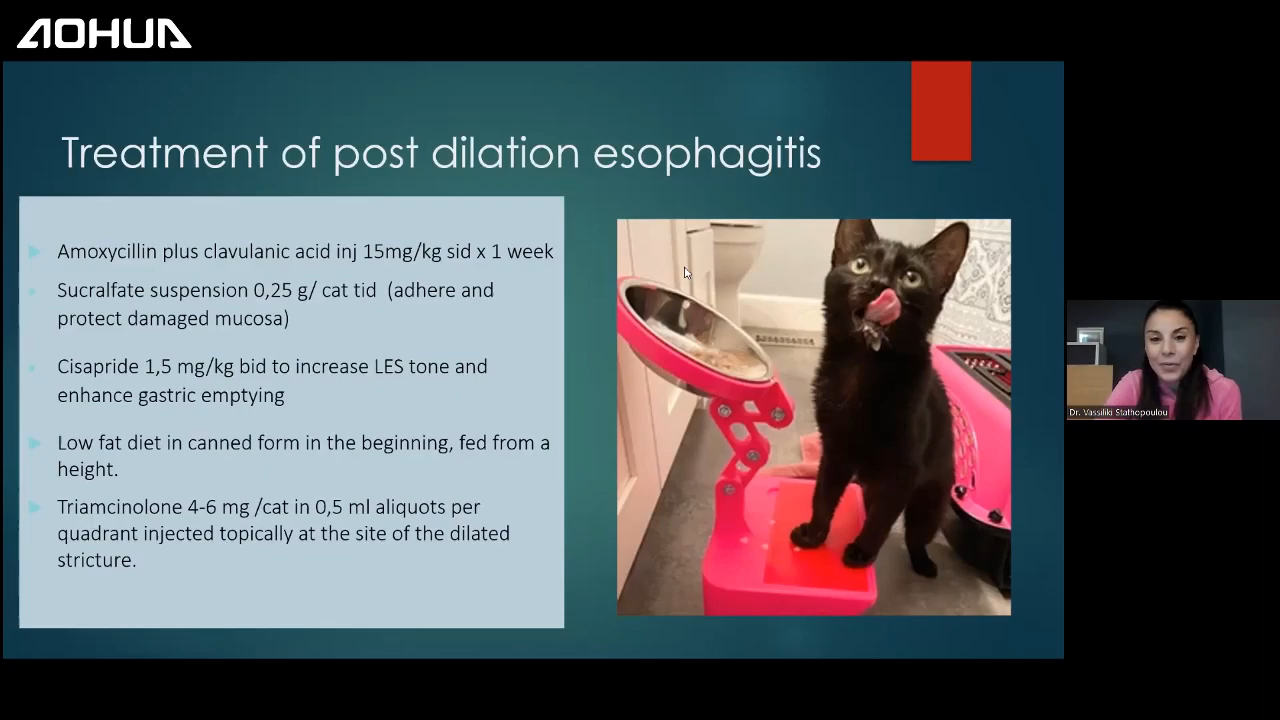 AOHUA
Treatment of post dilation esophagitis
Amoxycillin plus clavulanic acid inj 15mg/kg sid x 1 week
Sucralfate suspension 0,25 g/ cat tid (adhere and
protect damaged mucosa)
Cisapride 1,5 mg/kg bid to increase LES tone and
enhance gastric emptying
Low fat diet in canned form in the beginning, fed from a
height.
Triamcinolone 4-6 mg /cat in 0,5 ml aliquots per
quadrant injected topically at the site of the dilated
stricture.
Dr. Vassiliki Stathopoulou